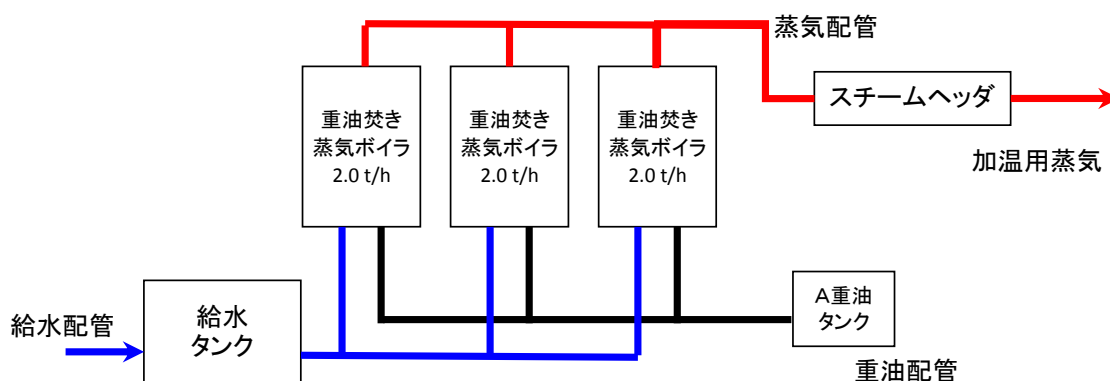 蒸気配管
重油焚き
蒸気ボイラ
2.0 t/h
重油焚き
蒸気ボイラ
2.0 t/h
重油焚き
蒸気ボイラ
2.0 t/h
スチームヘッダ
加温用蒸気
給水配管
給水
タンク
A重油
タンク
重油配管